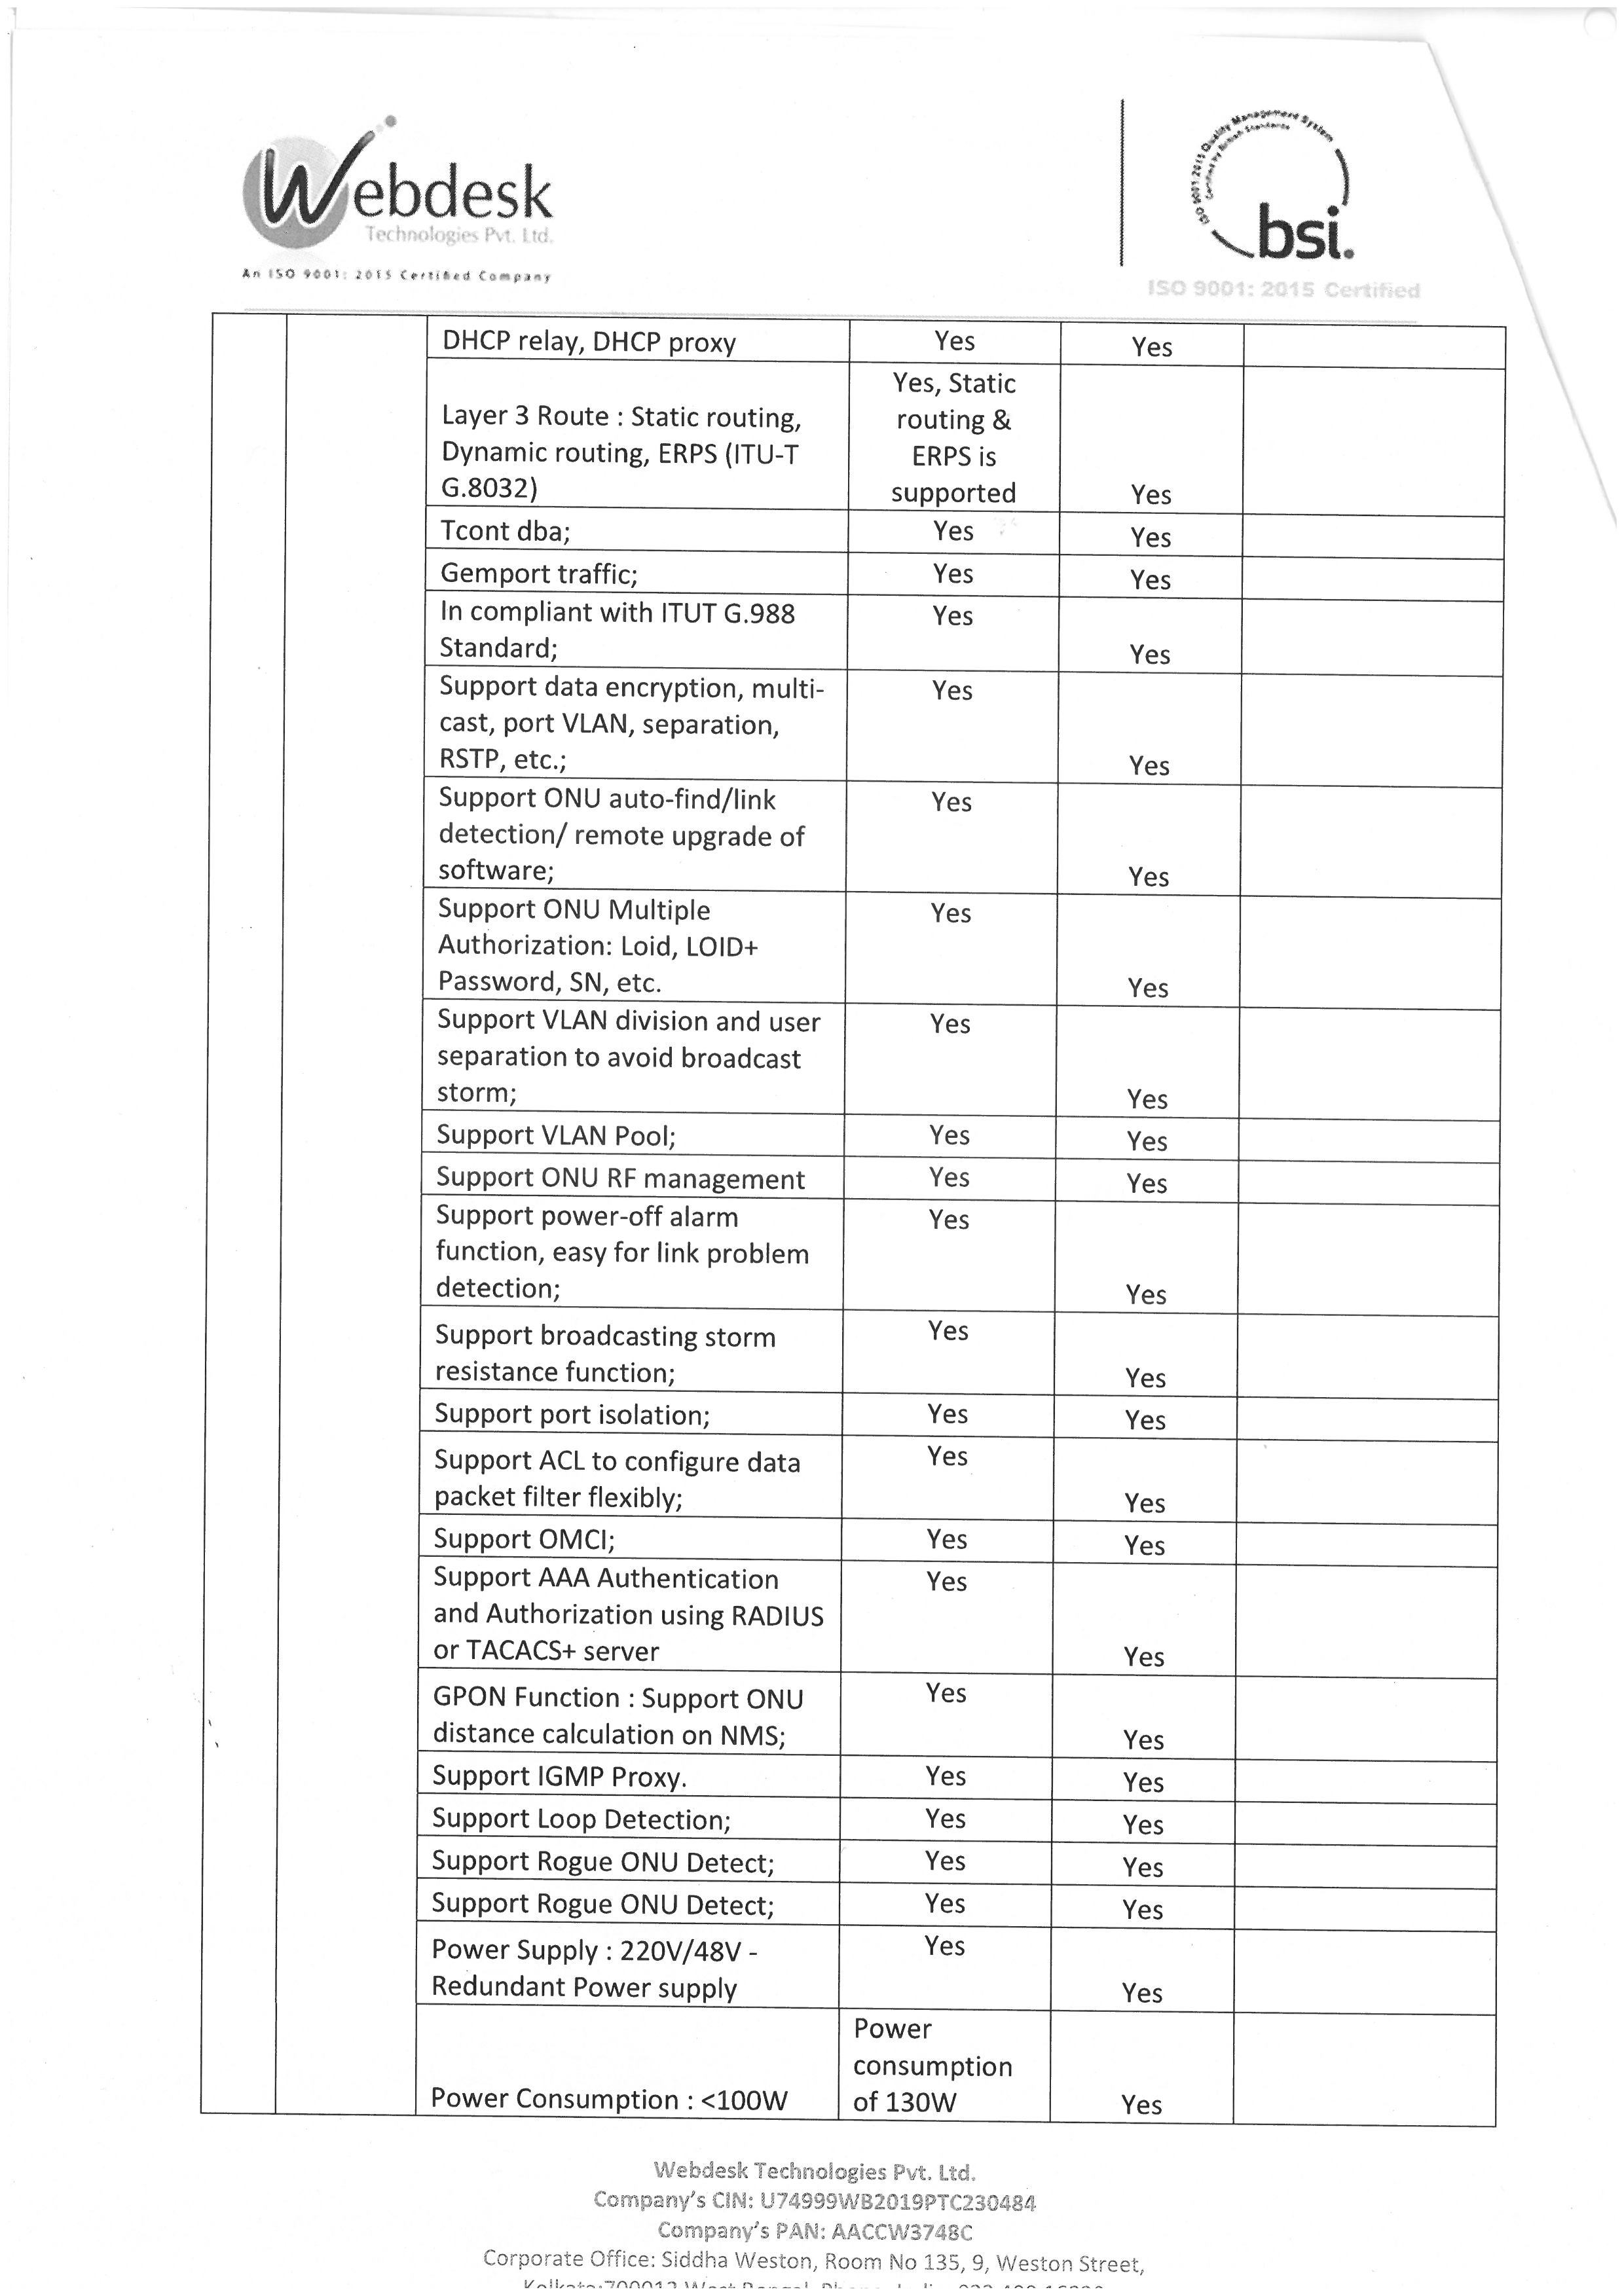 Webdesk
Technologies Pvt. Ltd.
An ISO 9001: 2015 Certified Company
ISO 9001:2015 Quality Management System
Certified by British Standards
bsi.
ISO 9001: 2015 Certified
DHCP relay, DHCP proxy Yes Yes
Yes, Static
Layer 3 Route : Static routing, routing &
Dynamic routing, ERPS (ITU-T ERPS is
G.8032) supported Yes
Tcont dba; Yes Yes
Gemport traffic; Yes Yes
In compliant with ITUT G.988 Yes
Standard; Yes
Support data encryption, multi- Yes
cast, port VLAN, separation,
RSTP, etc.; Yes
Support ONU auto-find/link Yes
detection/ remote upgrade of
software; Yes
Support ONU Multiple Yes
Authorization: Loid, LOID+
Password, SN, etc. Yes
Support VLAN division and user Yes
separation to avoid broadcast
storm; Yes
Support VLAN Pool; Yes Yes
Support ONU RF management Yes Yes
Support power-off alarm Yes
function, easy for link problem
detection; Yes
Support broadcasting storm Yes
resistance function; Yes
Support port isolation; Yes Yes
Support ACL to configure data Yes
packet filter flexibly; Yes
Support OMCI; Yes Yes
Support AAA Authentication Yes
and Authorization using RADIUS
or TACACS+ server Yes
GPON Function : Support ONU Yes
distance calculation on NMS; Yes
Support IGMP Proxy. Yes Yes
Support Loop Detection; Yes Yes
Support Rogue ONU Detect; Yes Yes
Support Rogue ONU Detect; Yes Yes
Power Supply : 220V/48V - Yes
Redundant Power supply Yes
Power
consumption
Power Consumption : <100W of 130W Yes
Webdesk Technologies Pvt. Ltd.
Company's CIN: U74999WB2019PTC230484
Company's PAN: AACCW3748C
Corporate Office: Siddha Weston, Room No 135, 9, Weston Street,